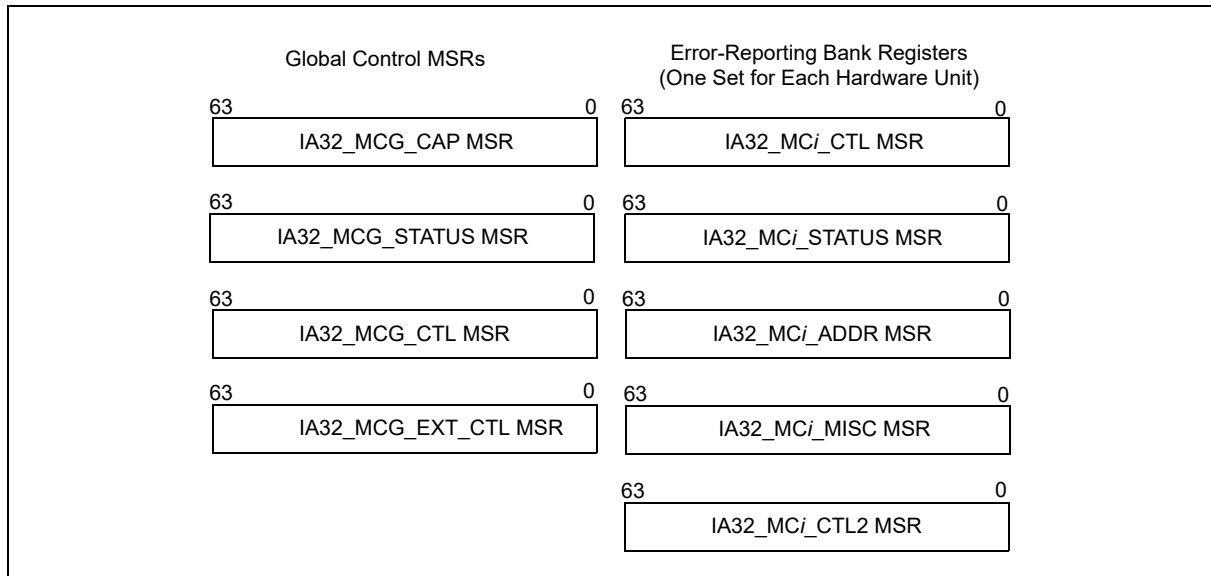 Global Control MSRs
63 0
IA32_MCG_CAP MSR
63 0
IA32_MCG_STATUS MSR
63 0
IA32_MCG_CTL MSR
63 0
IA32_MCG_EXT_CTL MSR
Error-Reporting Bank Registers
(One Set for Each Hardware Unit)
63 0
IA32_MCi_CTL MSR
63 0
IA32_MCi_STATUS MSR
63 0
IA32_MCi_ADDR MSR
63 0
IA32_MCi_MISC MSR
63 0
IA32_MCi_CTL2 MSR